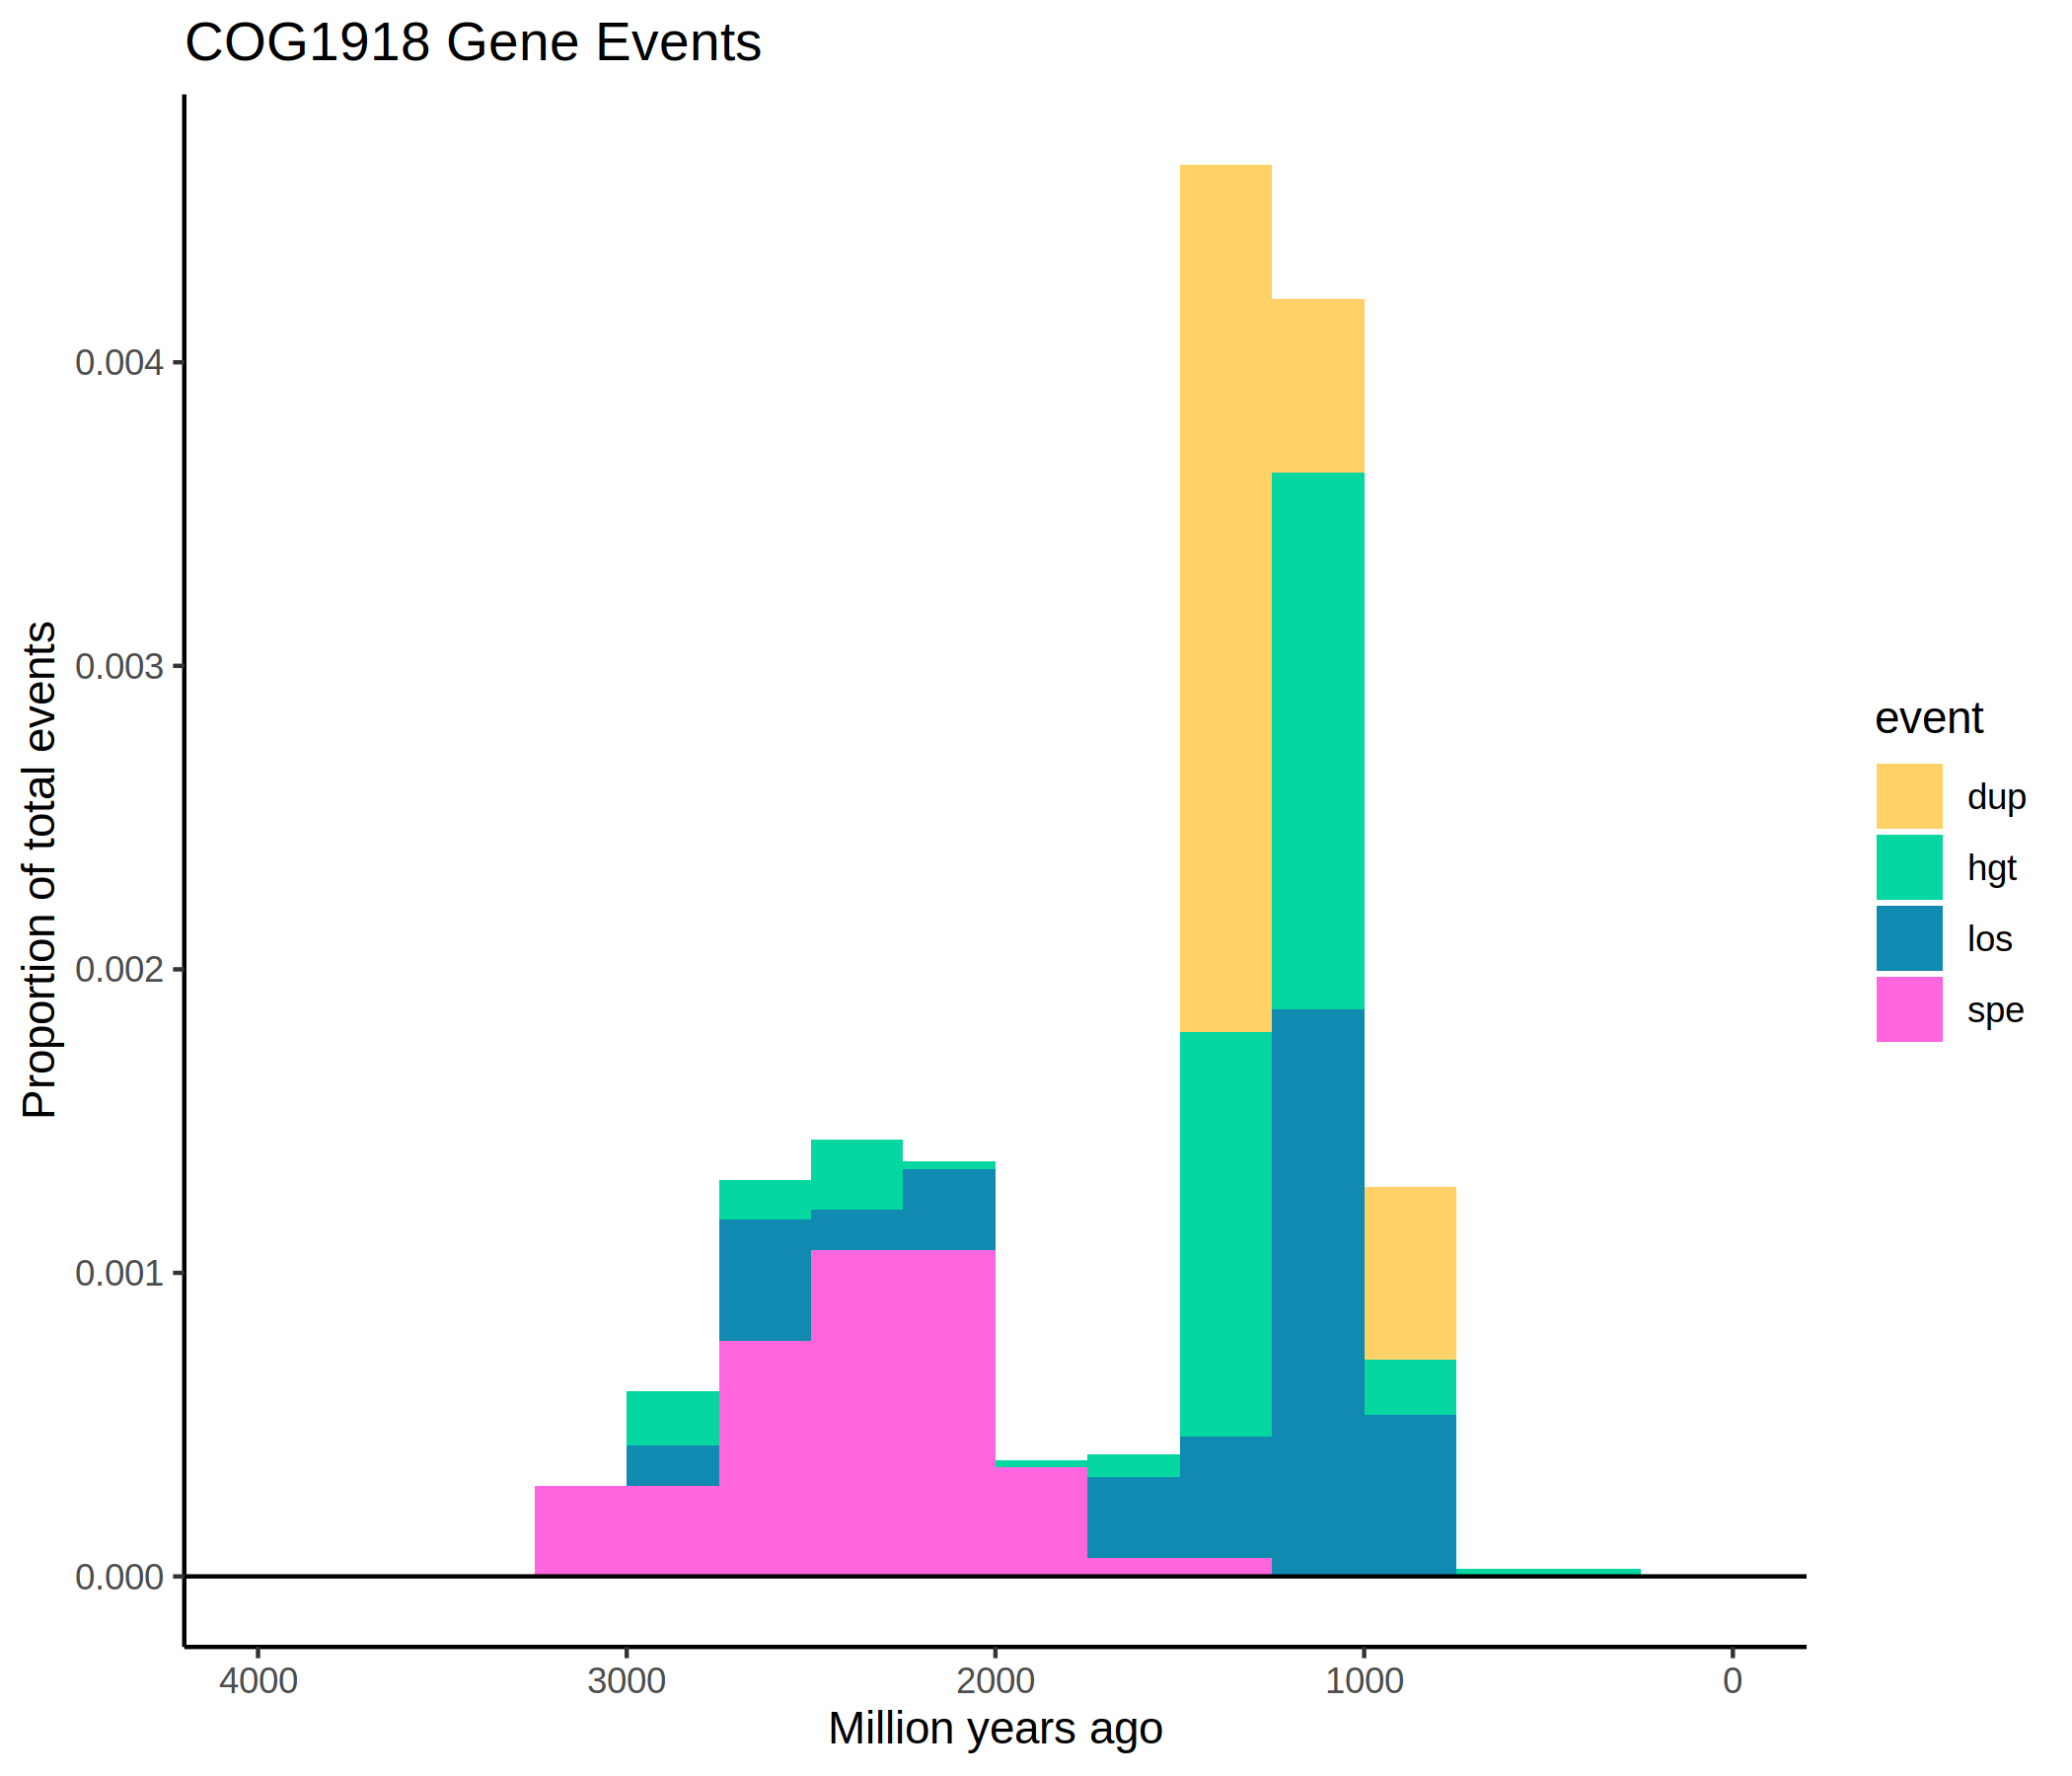 COG1918 Gene Events
Proportion of total events
0.004
0.003
0.002
0.001
0.000
4000 3000 2000 1000 0
Million years ago
event
dup
hgt
los
spe